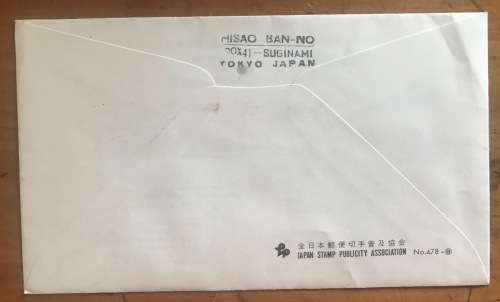 HISAO BAN-NO
BOX41-SUGINAMI
TOKYO JAPAN
全日本郵便切手普及協会
JAPAN STAMP PUBLICITY ASSOCIATION No.478-